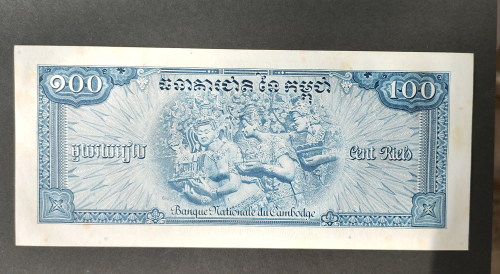 ១០០ ធនាគារជាតិ នៃ កម្ពុជា 100
មួយរយរៀល Cent Riels
Banque Nationale du Cambodge